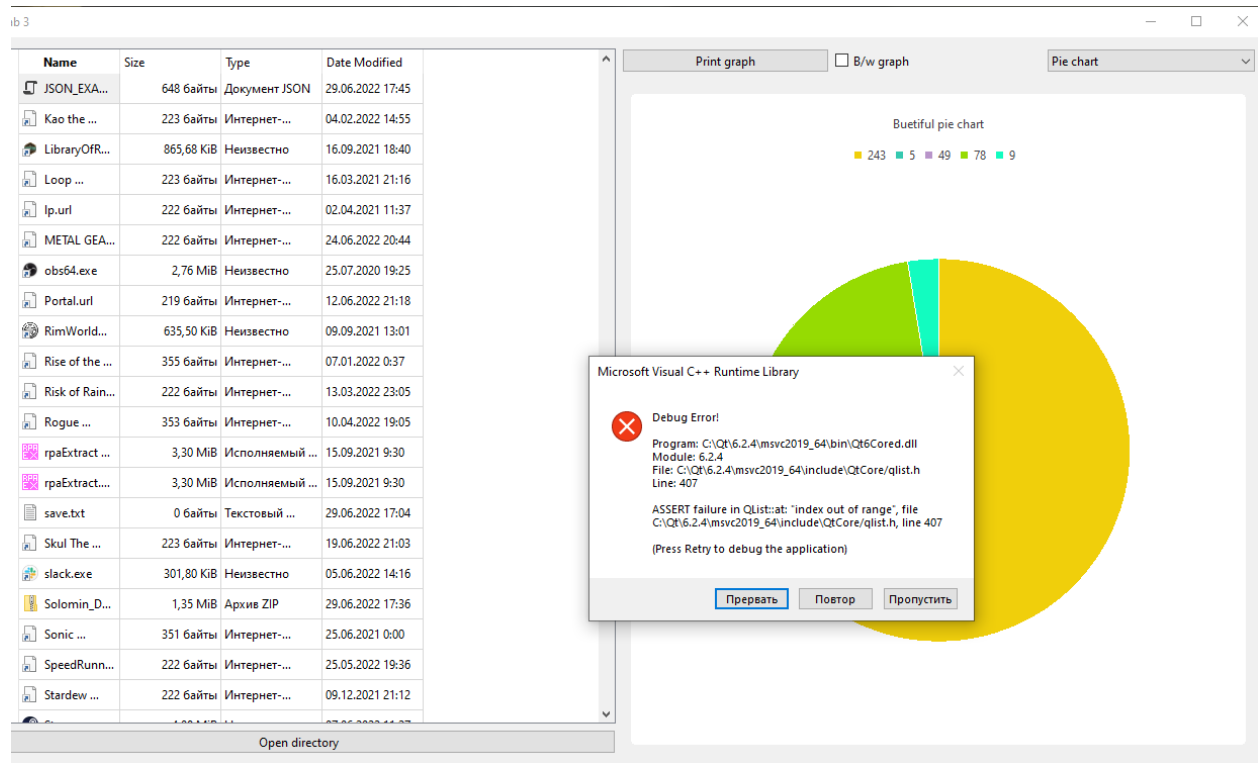 ab 3
Name Size Type Date Modified
JSON_EXA... 648 байты Документ JSON 29.06.2022 17:45
Kao the ... 223 байты Интернет-... 04.02.2022 14:55
LibraryOfR... 865,68 KiB Неизвестно 16.09.2021 18:40
Loop ... 223 байты Интернет-... 16.03.2021 21:16
lp.url 222 байты Интернет-... 02.04.2021 11:37
METAL GEA... 222 байты Интернет-... 24.06.2022 20:44
obs64.exe 2,76 MiB Неизвестно 25.07.2020 19:25
Portal.url 219 байты Интернет-... 12.06.2022 21:18
RimWorld... 635,50 KiB Неизвестно 09.09.2021 13:01
Rise of the ... 355 байты Интернет-... 07.01.2022 0:37
Risk of Rain... 222 байты Интернет-... 13.03.2022 23:05
Rogue ... 353 байты Интернет-... 10.04.2022 19:05
rpaExtract ... 3,30 MiB Исполняемый ... 15.09.2021 9:30
rpaExtract.... 3,30 MiB Исполняемый ... 15.09.2021 9:30
save.txt 0 байты Текстовый ... 29.06.2022 17:04
Skul The ... 223 байты Интернет-... 19.06.2022 21:03
slack.exe 301,80 KiB Неизвестно 05.06.2022 14:16
Solomin_D... 1,35 MiB Архив ZIP 29.06.2022 17:36
Sonic ... 351 байты Интернет-... 25.06.2021 0:00
SpeedRunn... 222 байты Интернет-... 25.05.2022 19:36
Stardew ... 222 байты Интернет-... 09.12.2021 21:12
Open directory
Print graph B/w graph Pie chart
Buetiful pie chart
243 5 49 78 9
Microsoft Visual C++ Runtime Library
Debug Error!
Program: C:\Qt\6.2.4\msvc2019_64\bin\Qt6Cored.dll
Module: 6.2.4
File: C:\Qt\6.2.4\msvc2019_64\include\QtCore/qlist.h
Line: 407
ASSERT failure in QList::at: "index out of range", file
C:\Qt\6.2.4\msvc2019_64\include\QtCore/qlist.h, line 407
(Press Retry to debug the application)
Прервать Повтор Пропустить